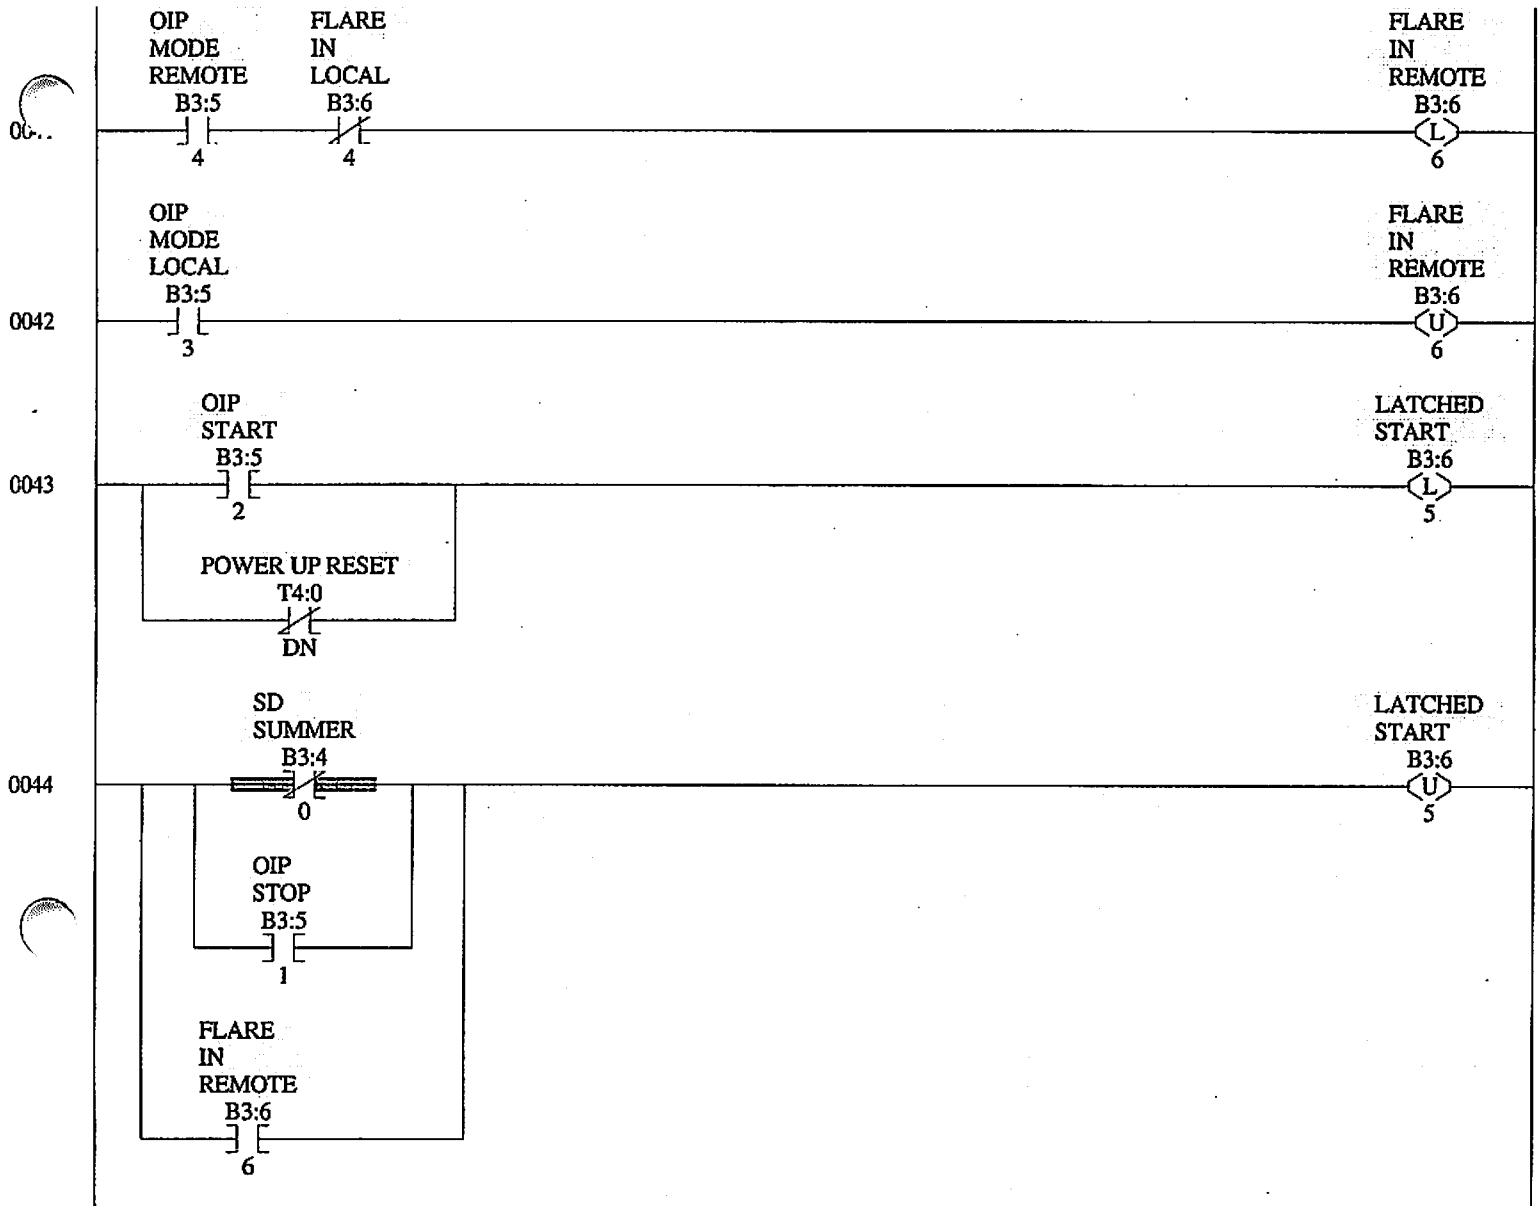 OIP
MODE
REMOTE
B3:5
4
FLARE
IN
LOCAL
B3:6
4
FLARE
IN
REMOTE
B3:6
L
6
OIP
MODE
LOCAL
0042
B3:5
3
FLARE
IN
REMOTE
B3:6
U
6
OIP
START
0043
B3:5
2
POWER UP RESET
T4:0
DN
LATCHED
START
B3:6
L
5
SD
SUMMER
0044
B3:4
0
OIP
STOP
B3:5
1
FLARE
IN
REMOTE
B3:6
6
LATCHED
START
B3:6
U
5